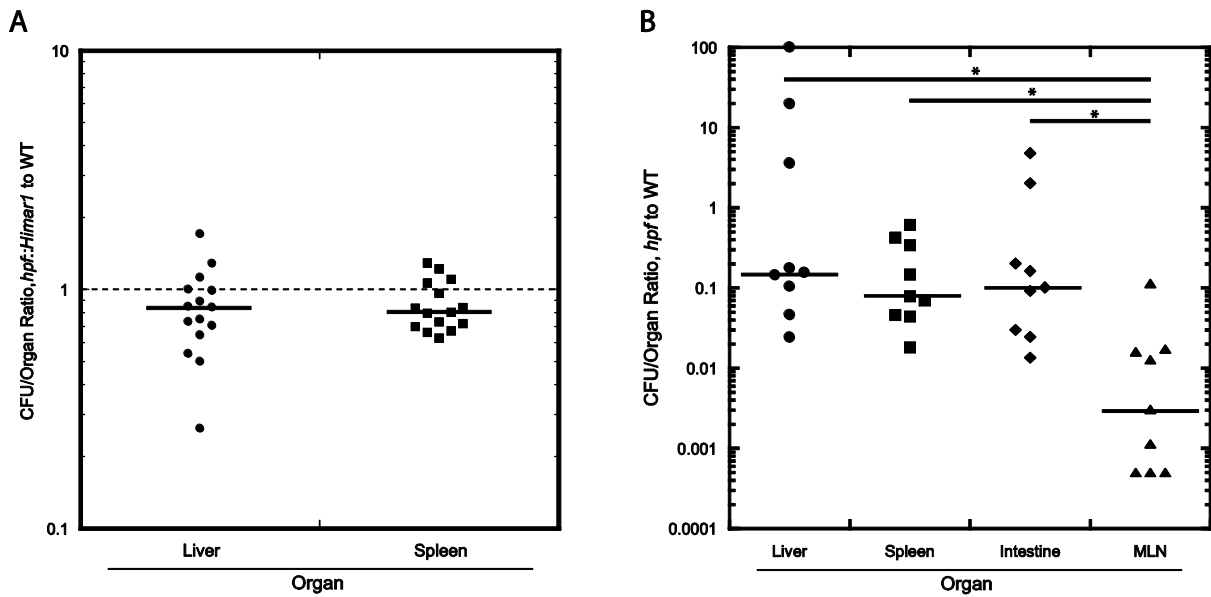 A
CFU/Organ Ratio,hpf::Himar1 to WT
10
1
0.1
Liver Spleen
Organ
B
CFU/Organ Ratio, hpf to WT
100
10
1
0.1
0.01
0.001
0.0001
*
*
*
Liver Spleen Intestine MLN
Organ